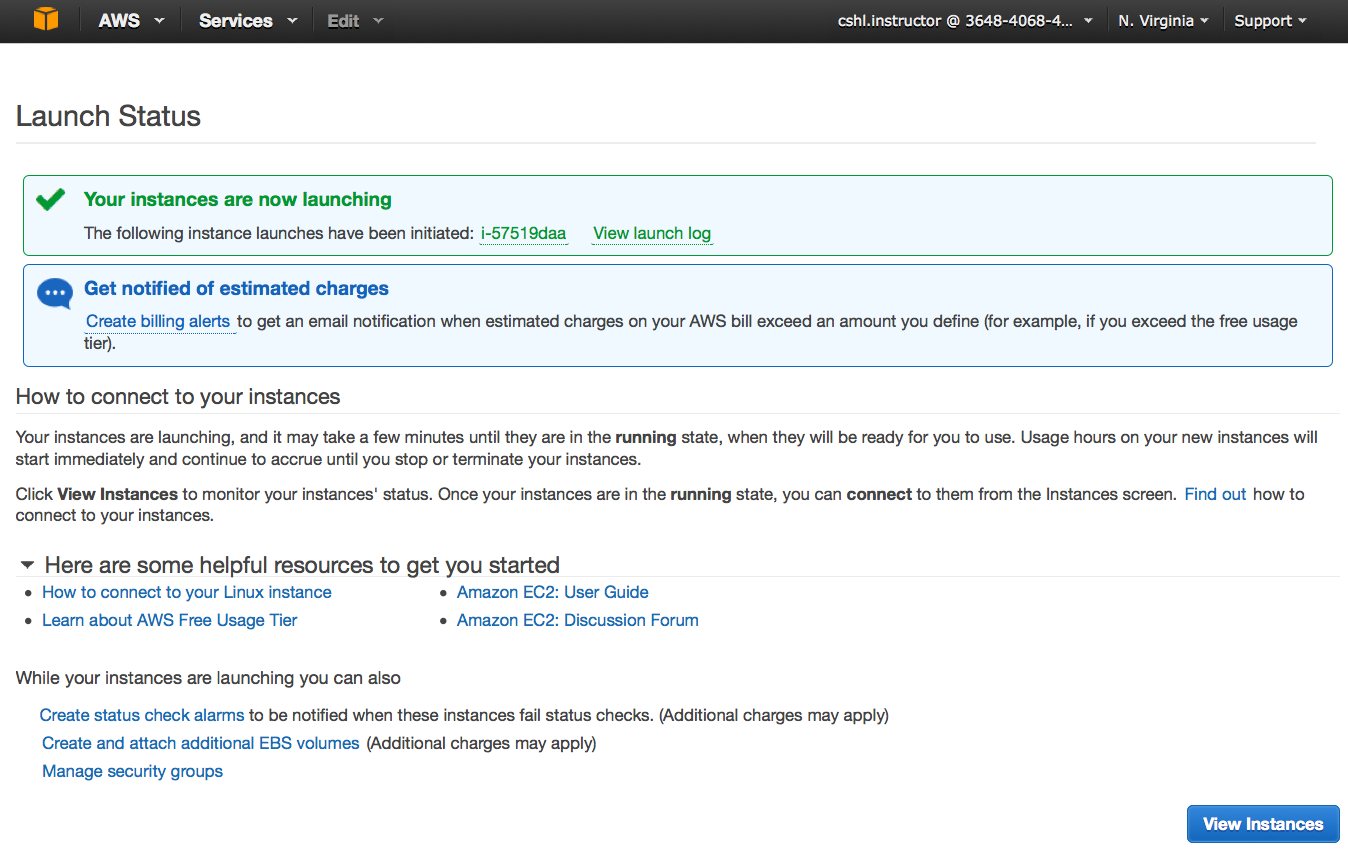 AWS Services Edit cshl.instructor @ 3648-4068-4... N. Virginia Support
Launch Status
Your instances are now launching
The following instance launches have been initiated: i-57519daa View launch log
Get notified of estimated charges
Create billing alerts to get an email notification when estimated charges on your AWS bill exceed an amount you define (for example, if you exceed the free usage
tier).
How to connect to your instances
Your instances are launching, and it may take a few minutes until they are in the running state, when they will be ready for you to use. Usage hours on your new instances will
start immediately and continue to accrue until you stop or terminate your instances.
Click View Instances to monitor your instances' status. Once your instances are in the running state, you can connect to them from the Instances screen. Find out how to
connect to your instances.
Here are some helpful resources to get you started
How to connect to your Linux instance Amazon EC2: User Guide
Learn about AWS Free Usage Tier Amazon EC2: Discussion Forum
While your instances are launching you can also
Create status check alarms to be notified when these instances fail status checks. (Additional charges may apply)
Create and attach additional EBS volumes (Additional charges may apply)
Manage security groups
View Instances